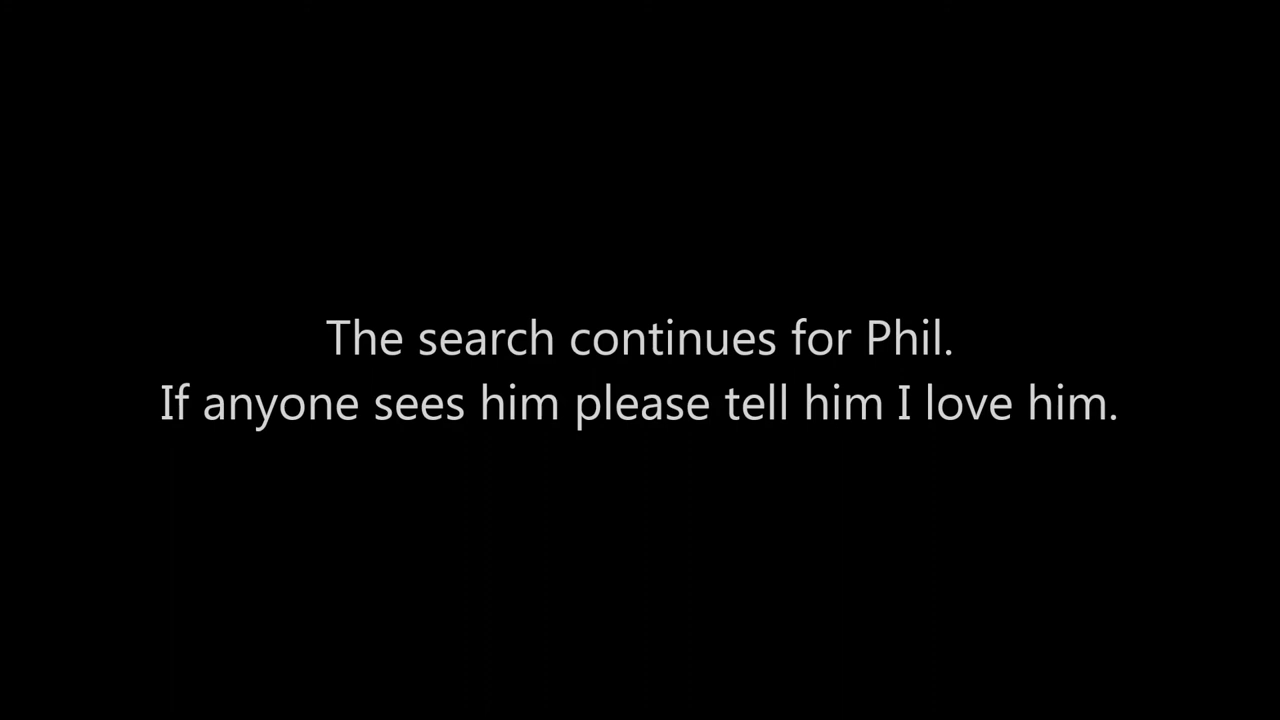 The search continues for Phil.
If anyone sees him please tell him I love him.